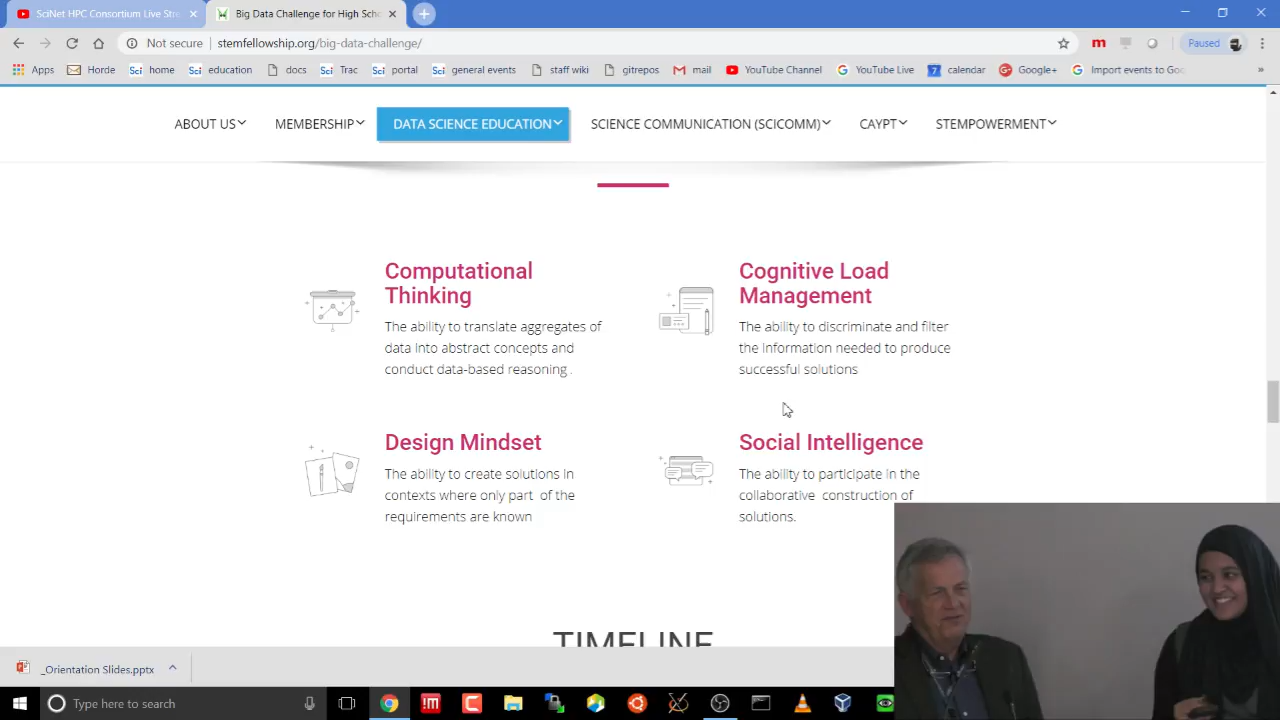 SciNet HPC Consortium Live Stre
Big Data Challenge for High Scho
Not secure
stemfellowship.org/big-data-challenge/
Paused
Apps
Horde
home
education
docs
Trac
portal
general events
staff wiki
gitrepos
mail
YouTube Channel
YouTube Live
calendar
Google+
Import events to Goo
ABOUT US
MEMBERSHIP
DATA SCIENCE EDUCATION
SCIENCE COMMUNICATION (SCICOMM)
CAYPT
STEMPOWERMENT
Computational
Thinking
The ability to translate aggregates of
data into abstract concepts and
conduct data-based reasoning .
Cognitive Load
Management
The ability to discriminate and filter
the information needed to produce
successful solutions
Design Mindset
The ability to create solutions in
contexts where only part of the
requirements are known
Social Intelligence
The ability to participate in the
collaborative construction of
solutions.
TIMELINE
_Orientation Slides.pptx
Type here to search